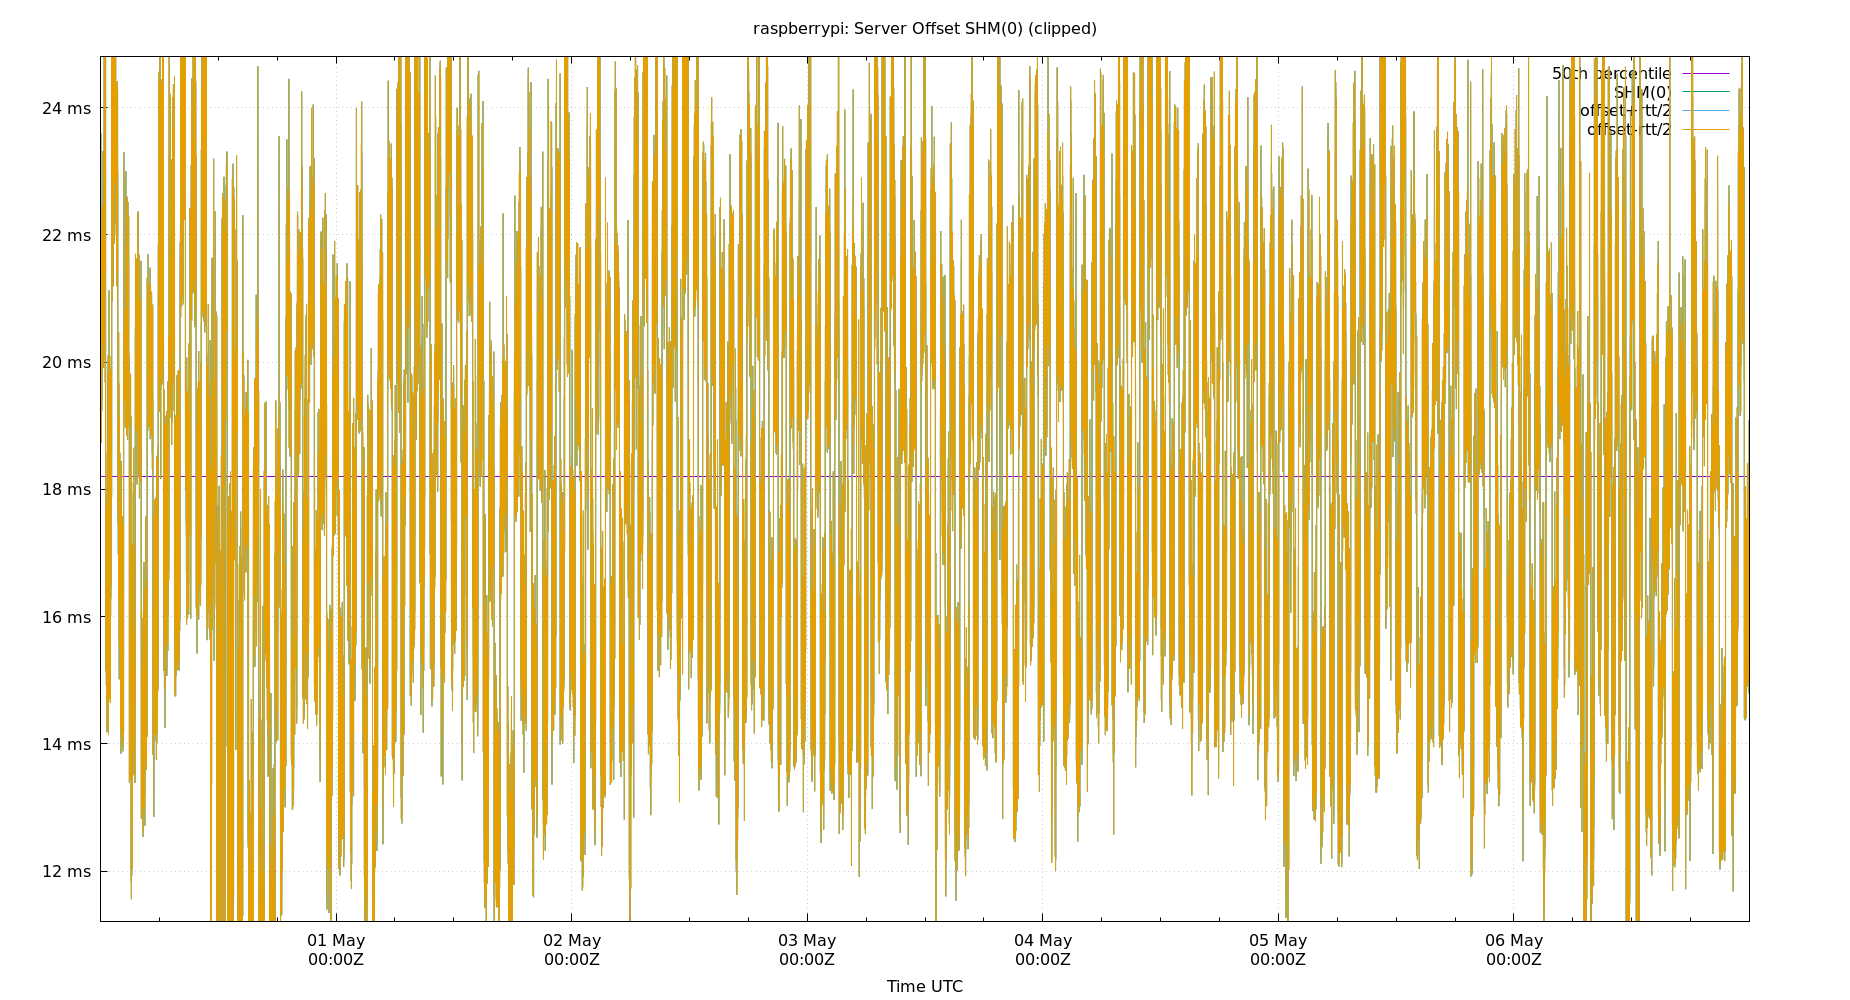 raspberrypi: Server Offset SHM(0) (clipped)
50th percentile
SHM(0)
offset+rtt/2
offset-rtt/2
24 ms
22 ms
20 ms
18 ms
16 ms
14 ms
12 ms
01 May
00:00Z
02 May
00:00Z
03 May
00:00Z
04 May
00:00Z
05 May
00:00Z
06 May
00:00Z
Time UTC